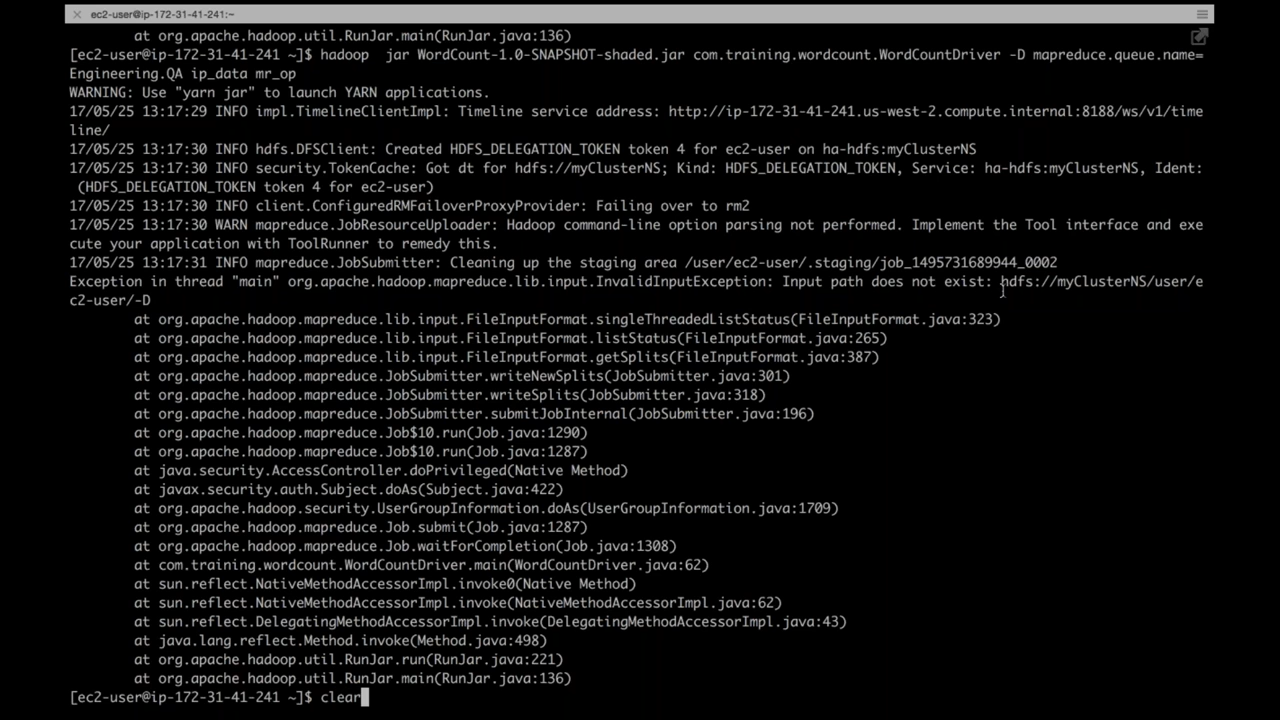 ec2-user@ip-172-31-41-241:~
at org.apache.hadoop.util.RunJar.main(RunJar.java:136)
[ec2-user@ip-172-31-41-241 ~]$ hadoop  jar WordCount-1.0-SNAPSHOT-shaded.jar com.training.wordcount.WordCountDriver -D mapreduce.queue.name=
Engineering.QA ip_data mr_op
WARNING: Use "yarn jar" to launch YARN applications.
17/05/25 13:17:29 INFO impl.TimelineClientImpl: Timeline service address: http://ip-172-31-41-241.us-west-2.compute.internal:8188/ws/v1/time
line/
17/05/25 13:17:30 INFO hdfs.DFSClient: Created HDFS_DELEGATION_TOKEN token 4 for ec2-user on ha-hdfs:myClusterNS
17/05/25 13:17:30 INFO security.TokenCache: Got dt for hdfs://myClusterNS; Kind: HDFS_DELEGATION_TOKEN, Service: ha-hdfs:myClusterNS, Ident:
(HDFS_DELEGATION_TOKEN token 4 for ec2-user)
17/05/25 13:17:30 INFO client.ConfiguredRMFailoverProxyProvider: Failing over to rm2
17/05/25 13:17:30 WARN mapreduce.JobResourceUploader: Hadoop command-line option parsing not performed. Implement the Tool interface and exe
cute your application with ToolRunner to remedy this.
17/05/25 13:17:31 INFO mapreduce.JobSubmitter: Cleaning up the staging area /user/ec2-user/.staging/job_1495731689944_0002
Exception in thread "main" org.apache.hadoop.mapreduce.lib.input.InvalidInputException: Input path does not exist: hdfs://myClusterNS/user/e
c2-user/-D
at org.apache.hadoop.mapreduce.lib.input.FileInputFormat.singleThreadedListStatus(FileInputFormat.java:323)
at org.apache.hadoop.mapreduce.lib.input.FileInputFormat.listStatus(FileInputFormat.java:265)
at org.apache.hadoop.mapreduce.lib.input.FileInputFormat.getSplits(FileInputFormat.java:387)
at org.apache.hadoop.mapreduce.JobSubmitter.writeNewSplits(JobSubmitter.java:301)
at org.apache.hadoop.mapreduce.JobSubmitter.writeSplits(JobSubmitter.java:318)
at org.apache.hadoop.mapreduce.JobSubmitter.submitJobInternal(JobSubmitter.java:196)
at org.apache.hadoop.mapreduce.Job$10.run(Job.java:1290)
at org.apache.hadoop.mapreduce.Job$10.run(Job.java:1287)
at java.security.AccessController.doPrivileged(Native Method)
at javax.security.auth.Subject.doAs(Subject.java:422)
at org.apache.hadoop.security.UserGroupInformation.doAs(UserGroupInformation.java:1709)
at org.apache.hadoop.mapreduce.Job.submit(Job.java:1287)
at org.apache.hadoop.mapreduce.Job.waitForCompletion(Job.java:1308)
at com.training.wordcount.WordCountDriver.main(WordCountDriver.java:62)
at sun.reflect.NativeMethodAccessorImpl.invoke0(Native Method)
at sun.reflect.NativeMethodAccessorImpl.invoke(NativeMethodAccessorImpl.java:62)
at sun.reflect.DelegatingMethodAccessorImpl.invoke(DelegatingMethodAccessorImpl.java:43)
at java.lang.reflect.Method.invoke(Method.java:498)
at org.apache.hadoop.util.RunJar.run(RunJar.java:221)
at org.apache.hadoop.util.RunJar.main(RunJar.java:136)
[ec2-user@ip-172-31-41-241 ~]$ clear